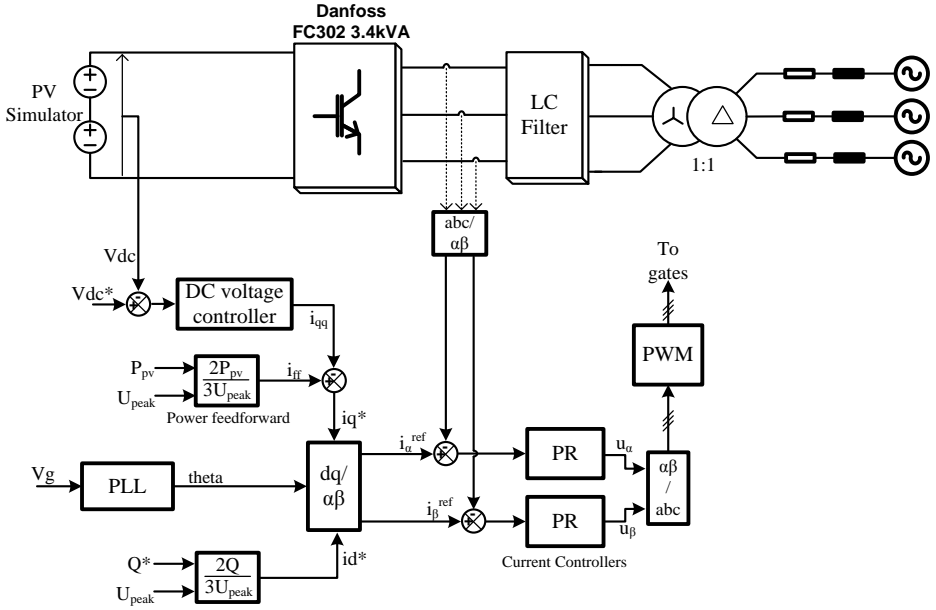 Danfoss
FC302 3.4kVA
PV
Simulator
LC
Filter
1:1
abc/
αβ
To
gates
Vdc
Vdc*
DC voltage
controller
i_qq
PWM
P_pv
U_peak
2P_pv
3U_peak
i_ff
Power feedforward
iq*
i_α^ref
PR
u_α
Vg
PLL
theta
dq/
αβ
αβ
/
abc
i_β^ref
PR
u_β
Current Controllers
Q*
U_peak
2Q
3U_peak
id*